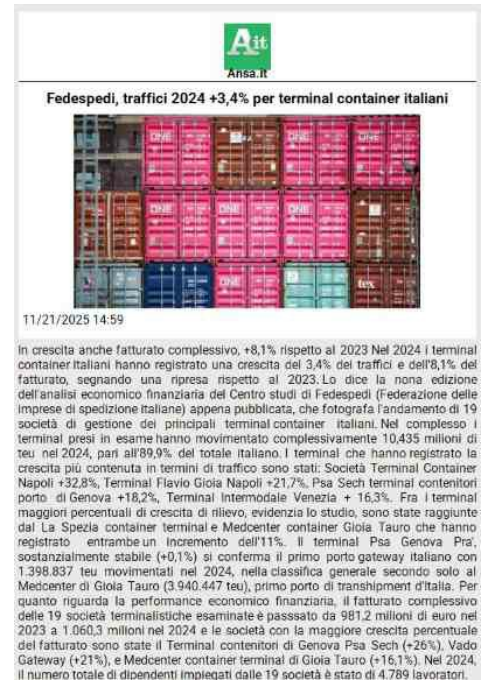 Ait
Ansa.it
Fedespedi, traffici 2024 +3,4% per terminal container italiani
ONE
ONE
ONE
ONE
ONE
tex
11/21/2025 14:59
In crescita anche fatturato complessivo, +8,1% rispetto al 2023 Nel 2024 i terminal
container italiani hanno registrato una crescita del 3,4% dei traffici e dell'8,1% del
fatturato, segnando una ripresa rispetto al 2023. Lo dice la nona edizione
dell'analisi economico finanziaria del Centro studi di Fedespedi (Federazione delle
imprese di spedizione italiane) appena pubblicata, che fotografa l'andamento di 19
società di gestione dei principali terminal container italiani. Nel complesso i
terminal presi in esame hanno movimentato complessivamente 10,435 milioni di
teu nel 2024, pari all'89,9% del totale italiano. I terminal che hanno registrato la
crescita più contenuta in termini di traffico sono stati: Società Terminal Container
Napoli +32,8%, Terminal Flavio Gioia Napoli +21,7%, Psa Sech terminal contenitori
porto di Genova +18,2%, Terminal Intermodale Venezia + 16,3%. Fra i terminal
maggiori percentuali di crescita di rilievo, evidenzia lo studio, sono state raggiunte
dal La Spezia container terminal e Medcenter container Gioia Tauro che hanno
registrato entrambe un incremento dell'11%. Il terminal Psa Genova Pra',
sostanzialmente stabile (+0,1%) si conferma il primo porto gateway italiano con
1.398.837 teu movimentati nel 2024, nella classifica generale secondo solo al
Medcenter di Gioia Tauro (3.940.447 teu), primo porto di transhipment d'Italia. Per
quanto riguarda la performance economico finanziaria, il fatturato complessivo
delle 19 società terminalistiche esaminate è passsato da 981,2 milioni di euro nel
2023 a 1.060,3 milioni nel 2024 e le società con la maggiore crescita percentuale
del fatturato sono state il Terminal contenitori di Genova Psa Sech (+26%), Vado
Gateway (+21%), e Medcenter container terminal di Gioia Tauro (+16,1%). Nel 2024,
il numero totale di dipendenti impiegati dalle 19 società è stato di 4.789 lavoratori.